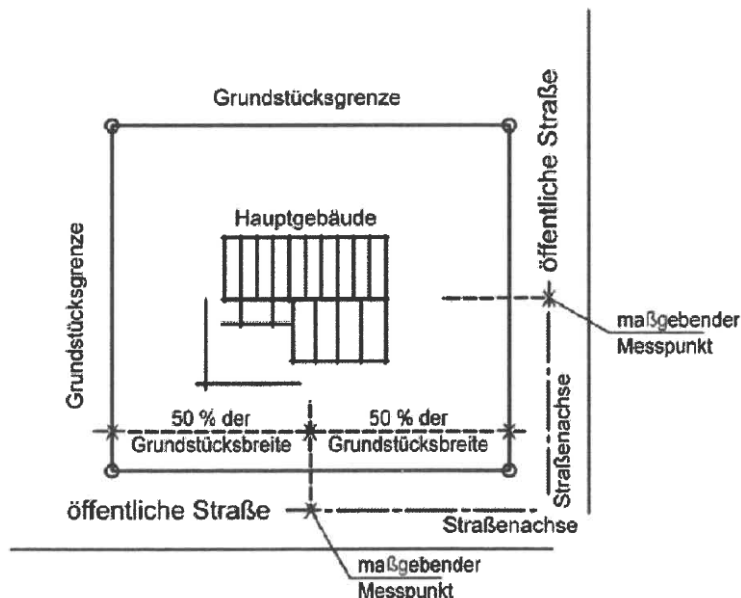 Grundstücksgrenze
öffentliche Straße
Hauptgebäude
Grundstücksgrenze
maßgebender
Messpunkt
50 % der
Grundstücksbreite
50 % der
Grundstücksbreite
Straßenachse
öffentliche Straße
Straßenachse
maßgebender
Messpunkt